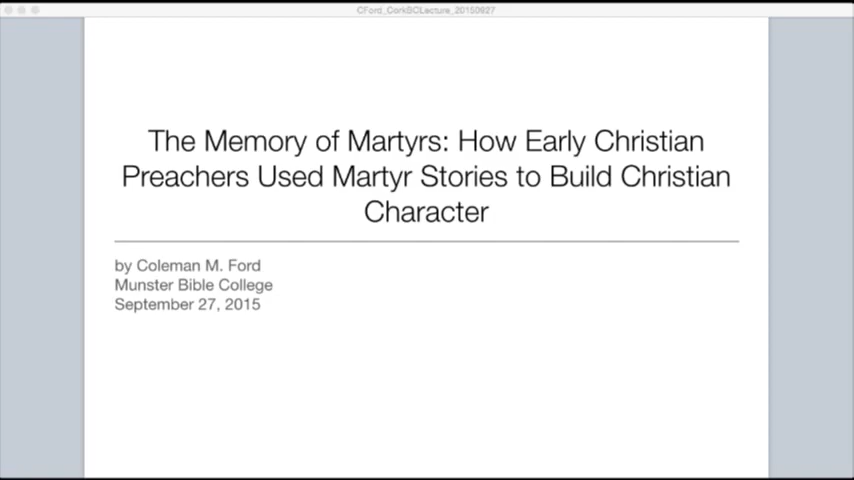 CFord_CorkBCLecture_20150927
The Memory of Martyrs: How Early Christian
Preachers Used Martyr Stories to Build Christian
Character
by Coleman M. Ford
Munster Bible College
September 27, 2015